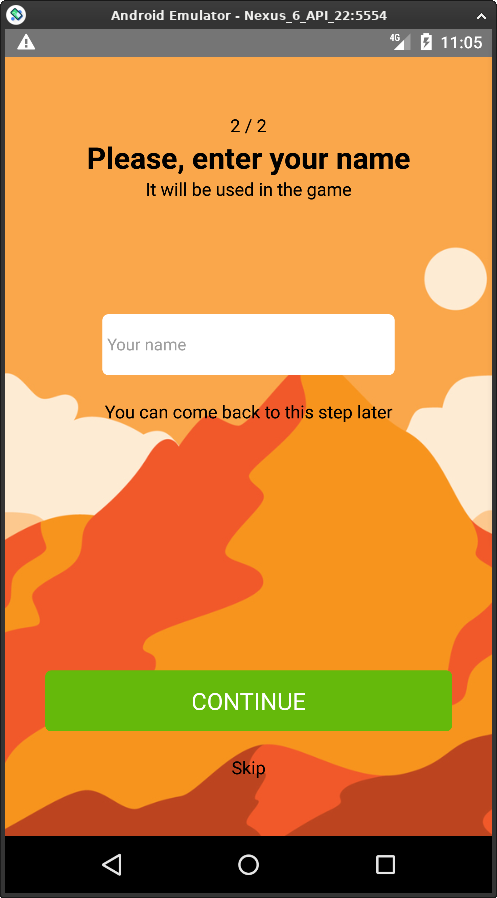 Android Emulator - Nexus_6_API_22:5554
4G 11:05
2 / 2
Please, enter your name
It will be used in the game
Your name
You can come back to this step later
CONTINUE
Skip